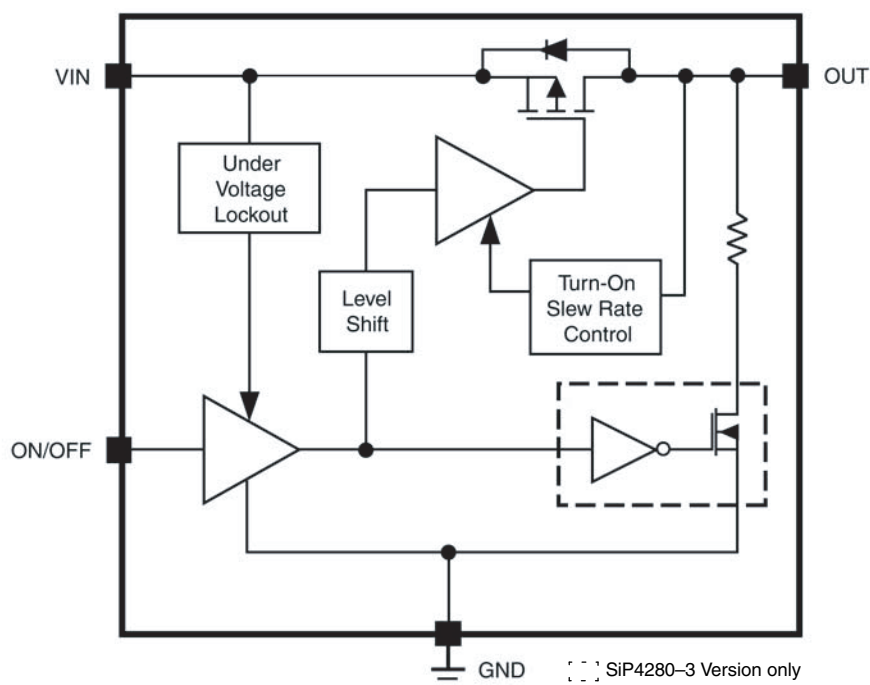 VIN
OUT
Under
Voltage
Lockout
Level
Shift
Turn-On
Slew Rate
Control
ON/OFF
GND
SiP4280–3 Version only